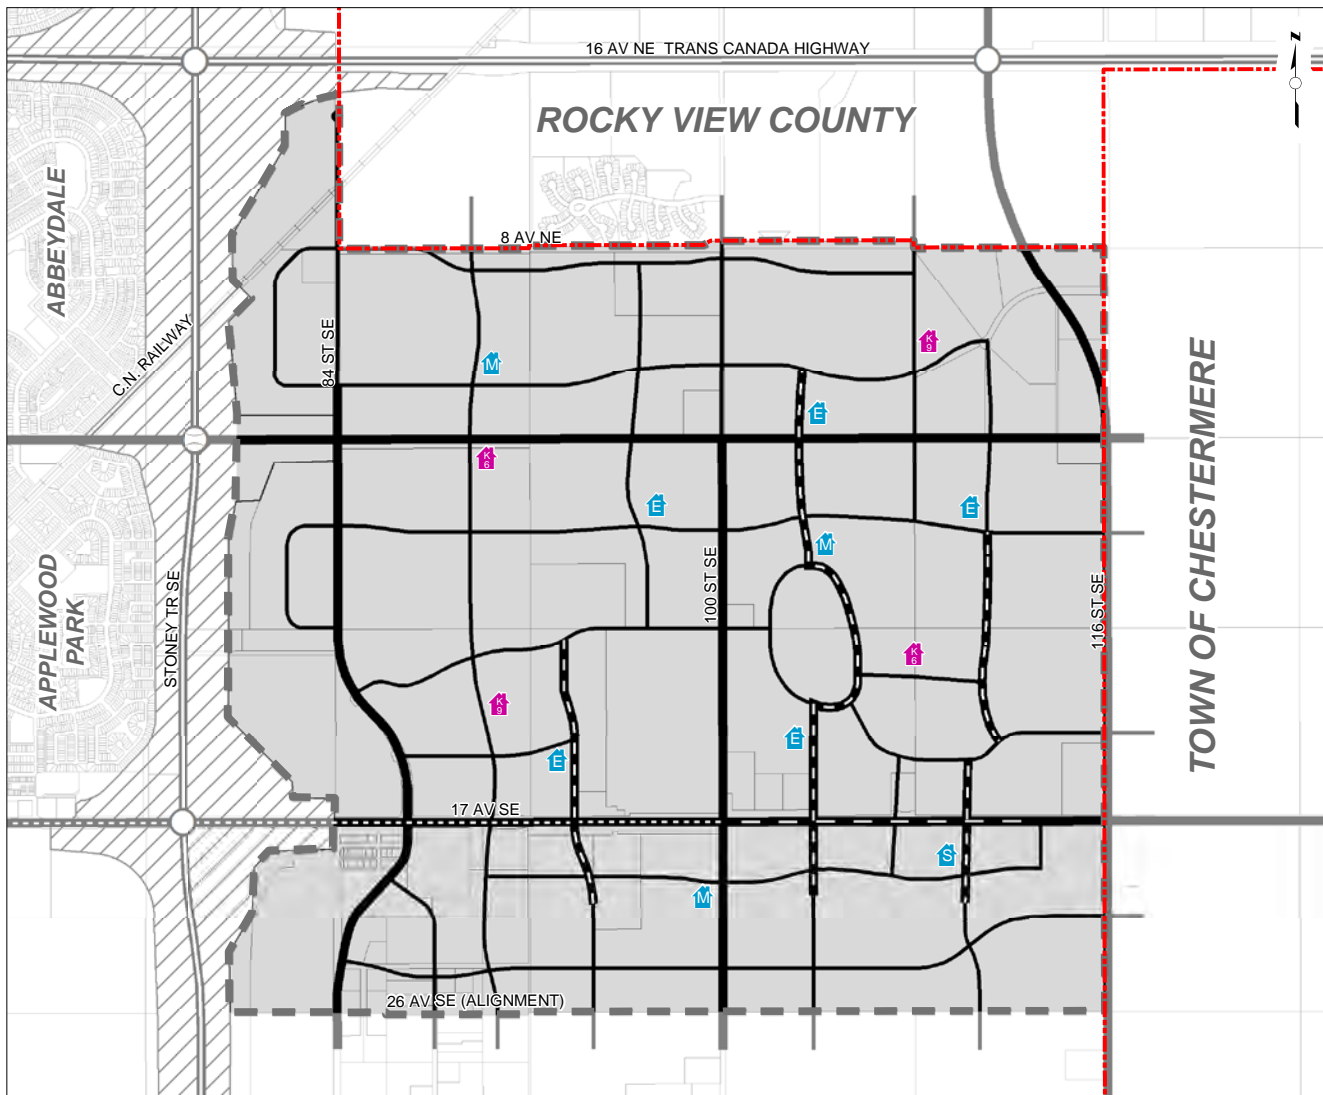 16 AV NE TRANS CANADA HIGHWAY
z
ROCKY VIEW COUNTY
ABBEYDALE
8 AV NE
C.N. RAILWAY
84 ST SE
K
9
M
E
K
6
E
E
TOWN OF CHESTERMERE
M
100 ST SE
116 ST SE
APPLEWOOD
PARK
STONEY TR SE
K
6
K
9
E
E
17 AV SE
S
M
26 AV SE (ALIGNMENT)